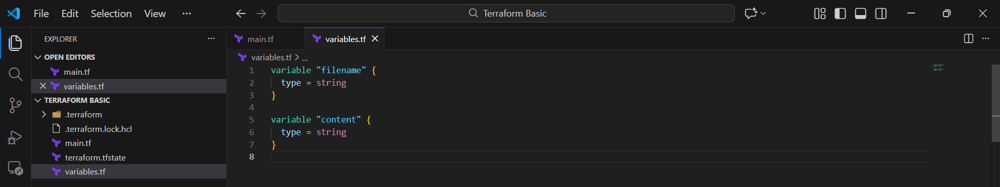 File Edit Selection View ··· Terraform Basic
EXPLORER ···
OPEN EDITORS
main.tf
variables.tf
TERRAFORM BASIC
.terraform
.terraform.lock.hcl
main.tf
terraform.tfstate
variables.tf
main.tf variables.tf
variables.tf > ...
1 variable "filename" {
2 type = string
3 }
4
5 variable "content" {
6 type = string
7 }
8